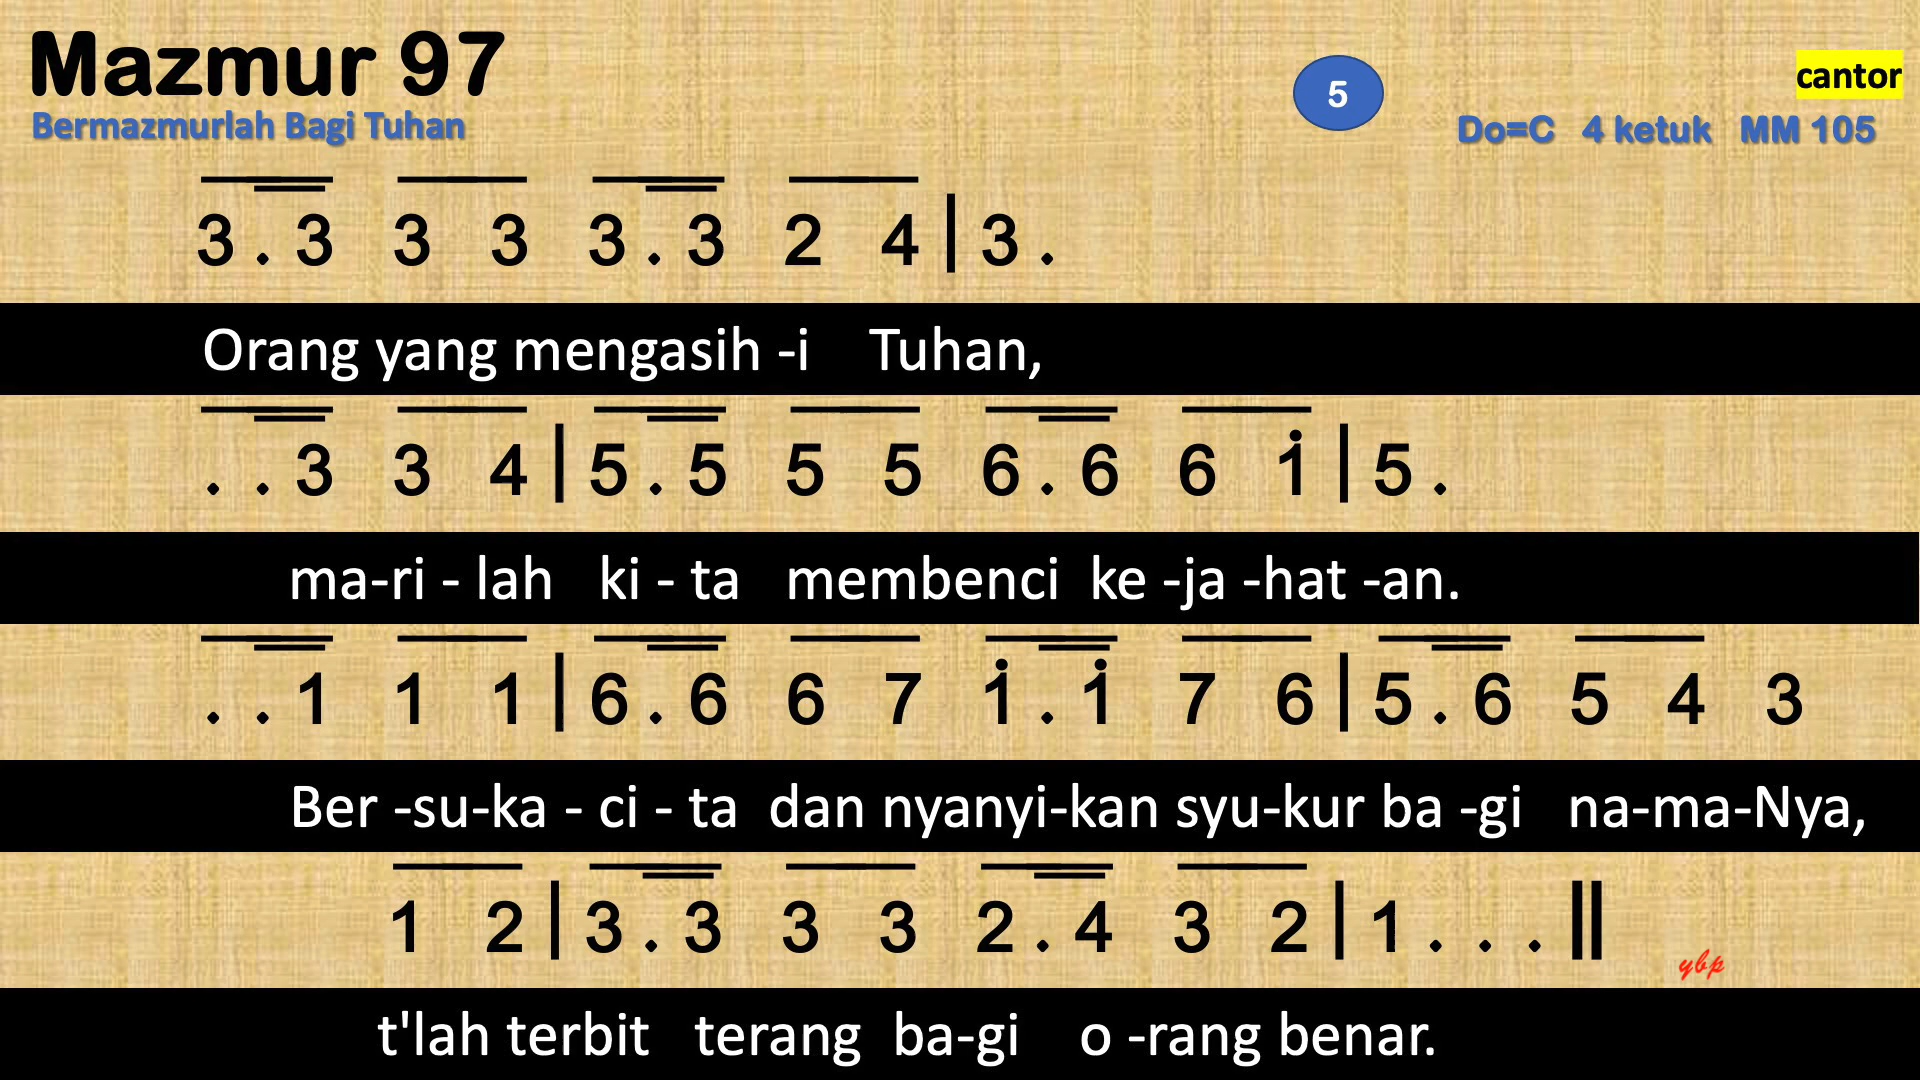 Mazmur 97
5
cantor
Bermazmurlah Bagi Tuhan
Do=C 4 ketuk MM 105
3 . 3 3 3 3 . 3 2 4 | 3 .
Orang yang mengasih -i Tuhan,
. . 3 3 4 | 5 . 5 5 5 6 . 6 6 1̇ | 5 .
ma-ri - lah ki - ta membenci ke -ja -hat -an.
. . 1 1 1 | 6 . 6 6 7 1̇ . 1̇ 7 6 | 5 . 6 5 4 3
Ber -su-ka - ci - ta dan nyanyi-kan syu-kur ba -gi na-ma-Nya,
1 2 | 3 . 3 3 3 2 . 4 3 2 | 1 . . . ||
ybp
t'lah terbit terang ba-gi o -rang benar.